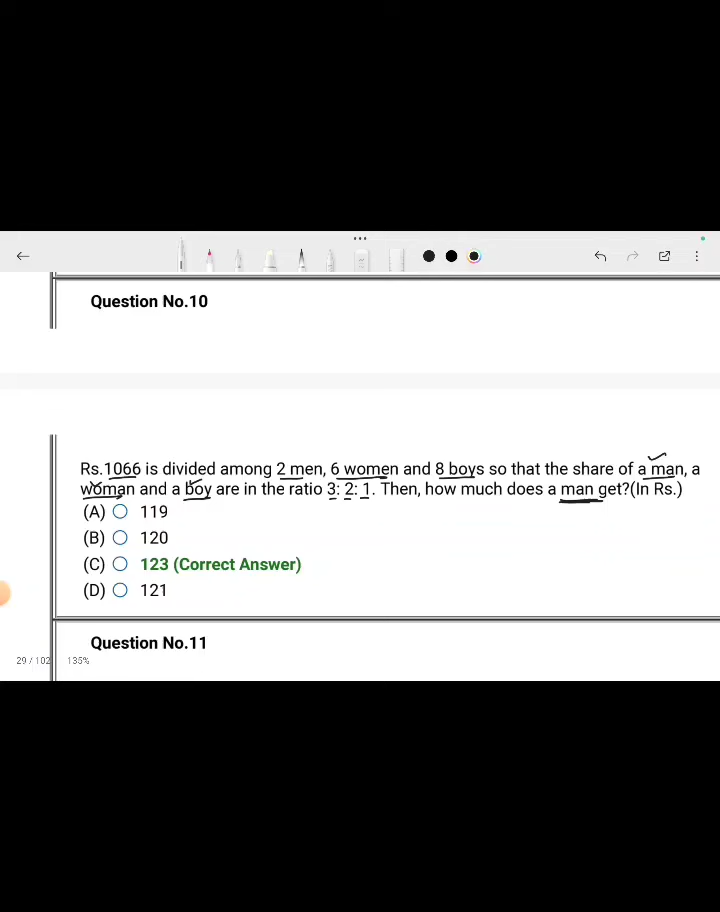 Question No.10
Rs.1066 is divided among 2 men, 6 women and 8 boys so that the share of a man, a
woman and a boy are in the ratio 3: 2: 1. Then, how much does a man get?(In Rs.)
(A) 119
(B) 120
(C) 123 (Correct Answer)
(D) 121
Question No.11
29 / 102 135%